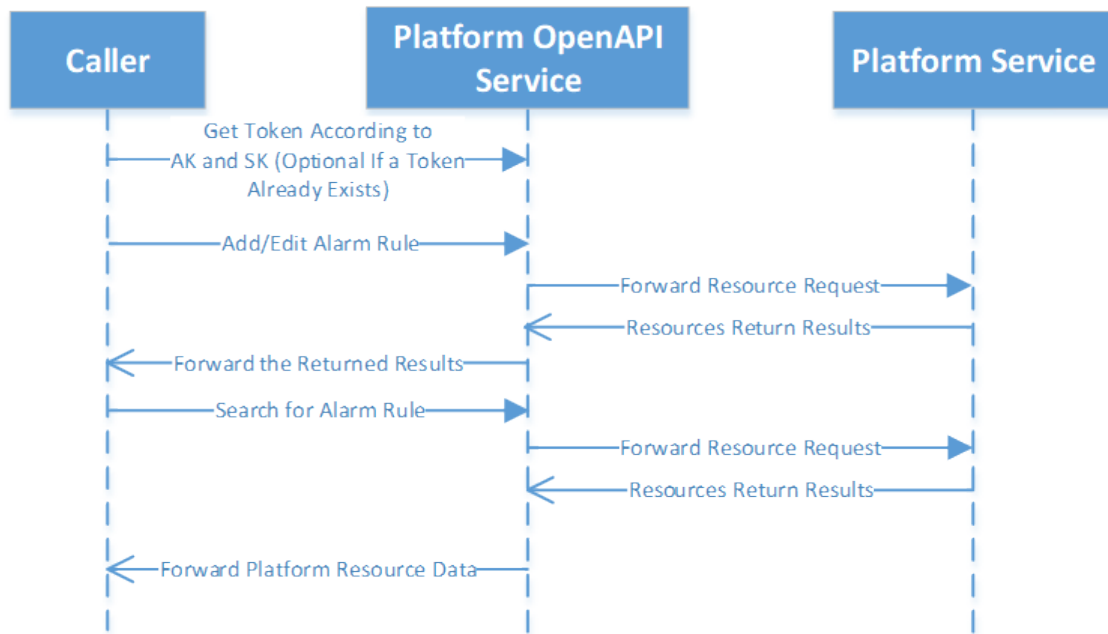 Caller
Platform OpenAPI
Service
Platform Service
Get Token According to
AK and SK (Optional If a Token
Already Exists)
Add/Edit Alarm Rule
Forward Resource Request
Resources Return Results
Forward the Returned Results
Search for Alarm Rule
Forward Resource Request
Resources Return Results
Forward Platform Resource Data